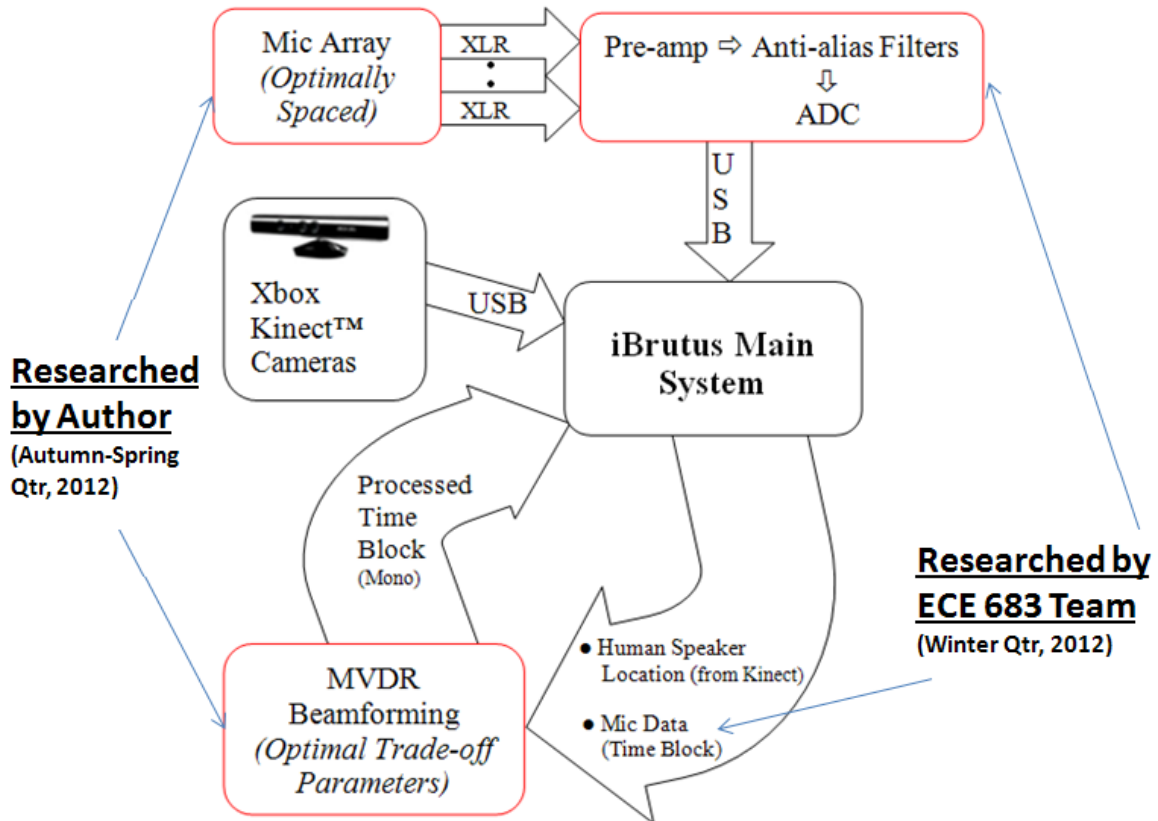 Mic Array
(Optimally
Spaced)
XLR
XLR
Pre-amp ⇨ Anti-alias Filters
⇩
ADC
USB
Xbox
Kinect™
Cameras
USB
iBrutus Main
System
Researched
by Author
(Autumn-Spring
Qtr, 2012)
Processed
Time
Block
(Mono)
Researched by
ECE 683 Team
(Winter Qtr, 2012)
● Human Speaker
Location (from Kinect)
● Mic Data
(Time Block)
MVDR
Beamforming
(Optimal Trade-off
Parameters)